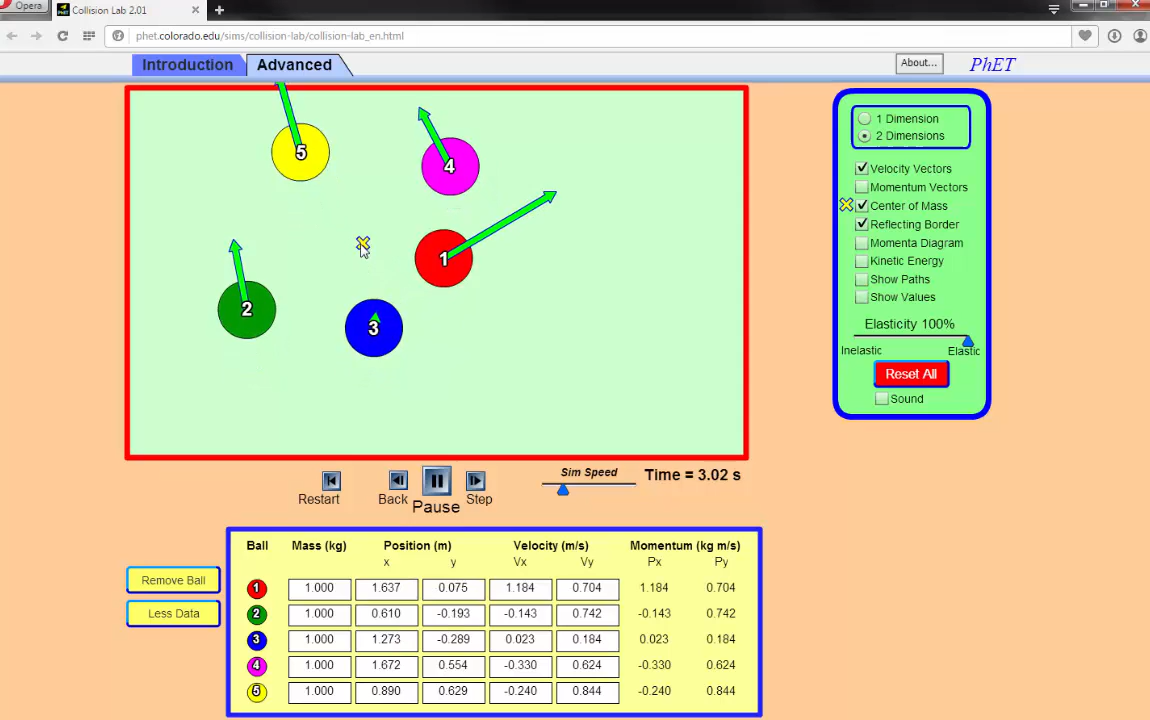 Opera
Collision Lab 2.01
phet.colorado.edu/sims/collision-lab/collision-lab_en.html
Introduction
Advanced
About...
PhET
1 Dimension
2 Dimensions
Velocity Vectors
Momentum Vectors
Center of Mass
Reflecting Border
Momenta Diagram
Kinetic Energy
Show Paths
Show Values
Elasticity 100%
Inelastic Elastic
Reset All
Sound
5
4
1
2
3
Restart
Back
Pause
Step
Sim Speed
Time = 3.02 s
Remove Ball
Less Data
Ball Mass (kg) Position (m) Velocity (m/s) Momentum (kg m/s)
x y Vx Vy Px Py
1 1.000 1.637 0.075 1.184 0.704 1.184 0.704
2 1.000 0.610 -0.193 -0.143 0.742 -0.143 0.742
3 1.000 1.273 -0.289 0.023 0.184 0.023 0.184
4 1.000 1.672 0.554 -0.330 0.624 -0.330 0.624
5 1.000 0.890 0.629 -0.240 0.844 -0.240 0.844